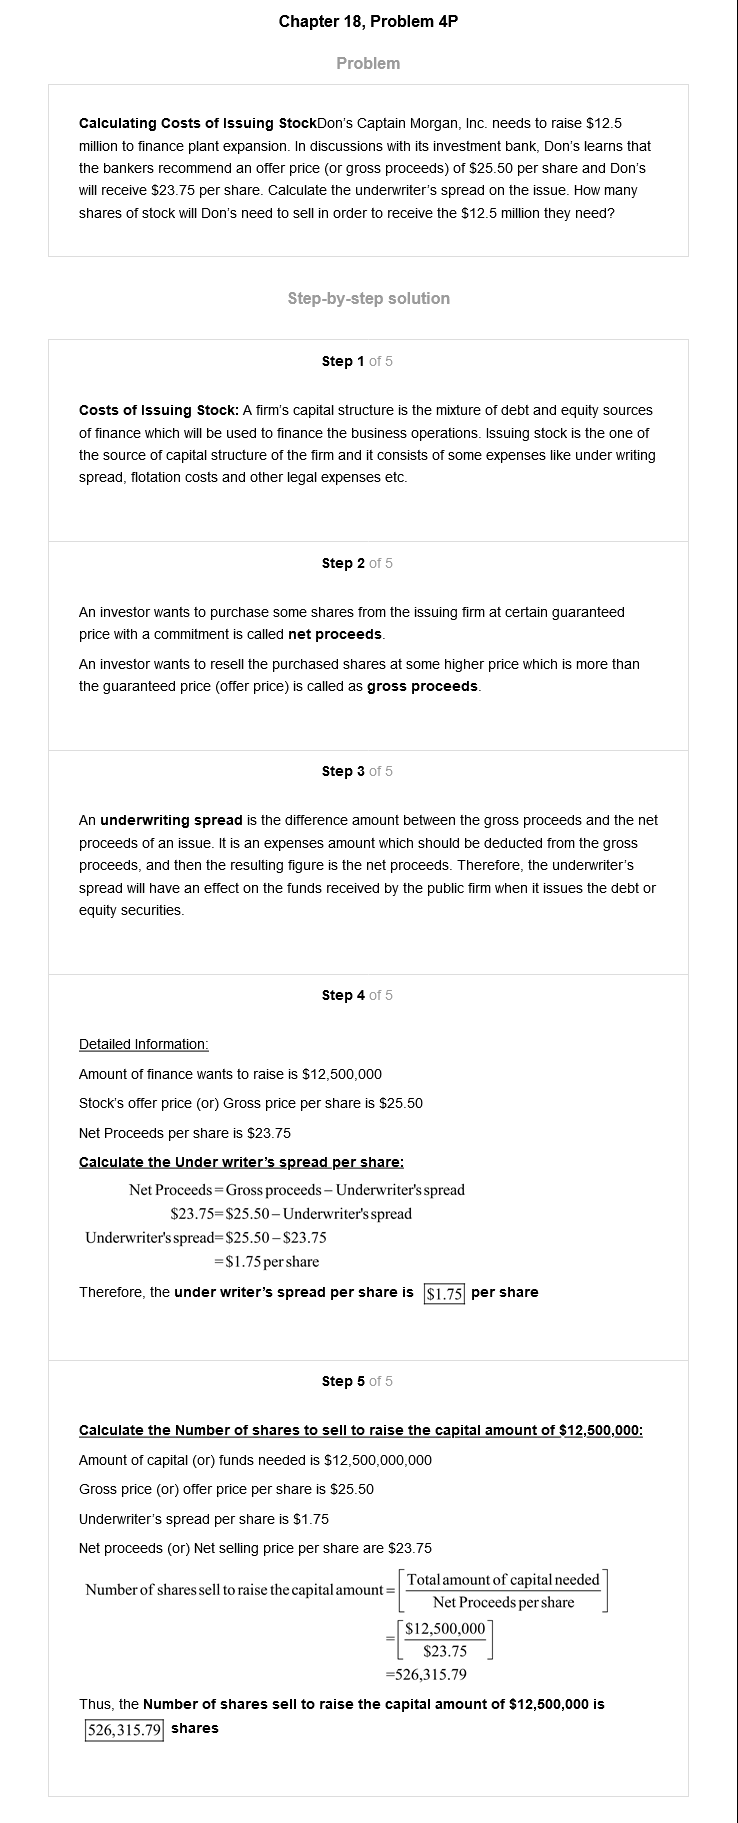 Chapter 18, Problem 4P
Problem
Calculating Costs of Issuing StockDon's Captain Morgan, Inc. needs to raise $12.5
million to finance plant expansion. In discussions with its investment bank, Don's learns that
the bankers recommend an offer price (or gross proceeds) of $25.50 per share and Don's
will receive $23.75 per share. Calculate the underwriter's spread on the issue. How many
shares of stock will Don's need to sell in order to receive the $12.5 million they need?
Step-by-step solution
Step 1 of 5
Costs of Issuing Stock: A firm's capital structure is the mixture of debt and equity sources
of finance which will be used to finance the business operations. Issuing stock is the one of
the source of capital structure of the firm and it consists of some expenses like under writing
spread, flotation costs and other legal expenses etc.
Step 2 of 5
An investor wants to purchase some shares from the issuing firm at certain guaranteed
price with a commitment is called net proceeds.
An investor wants to resell the purchased shares at some higher price which is more than
the guaranteed price (offer price) is called as gross proceeds.
Step 3 of 5
An underwriting spread is the difference amount between the gross proceeds and the net
proceeds of an issue. It is an expenses amount which should be deducted from the gross
proceeds, and then the resulting figure is the net proceeds. Therefore, the underwriter's
spread will have an effect on the funds received by the public firm when it issues the debt or
equity securities.
Step 4 of 5
Detailed Information:
Amount of finance wants to raise is $12,500,000
Stock's offer price (or) Gross price per share is $25.50
Net Proceeds per share is $23.75
Calculate the Under writer's spread per share:
Net Proceeds = Gross proceeds – Underwriter's spread
$23.75= $25.50 – Underwriter's spread
Underwriter's spread= $25.50 – $23.75
= $1.75 per share
Therefore, the under writer's spread per share is $1.75 per share
Step 5 of 5
Calculate the Number of shares to sell to raise the capital amount of $12,500,000:
Amount of capital (or) funds needed is $12,500,000,000
Gross price (or) offer price per share is $25.50
Underwriter's spread per share is $1.75
Net proceeds (or) Net selling price per share are $23.75
Number of shares sell to raise the capital amount = [Total amount of capital needed
Net Proceeds per share]
=[$12,500,000
$23.75]
=526,315.79
Thus, the Number of shares sell to raise the capital amount of $12,500,000 is
526,315.79 shares